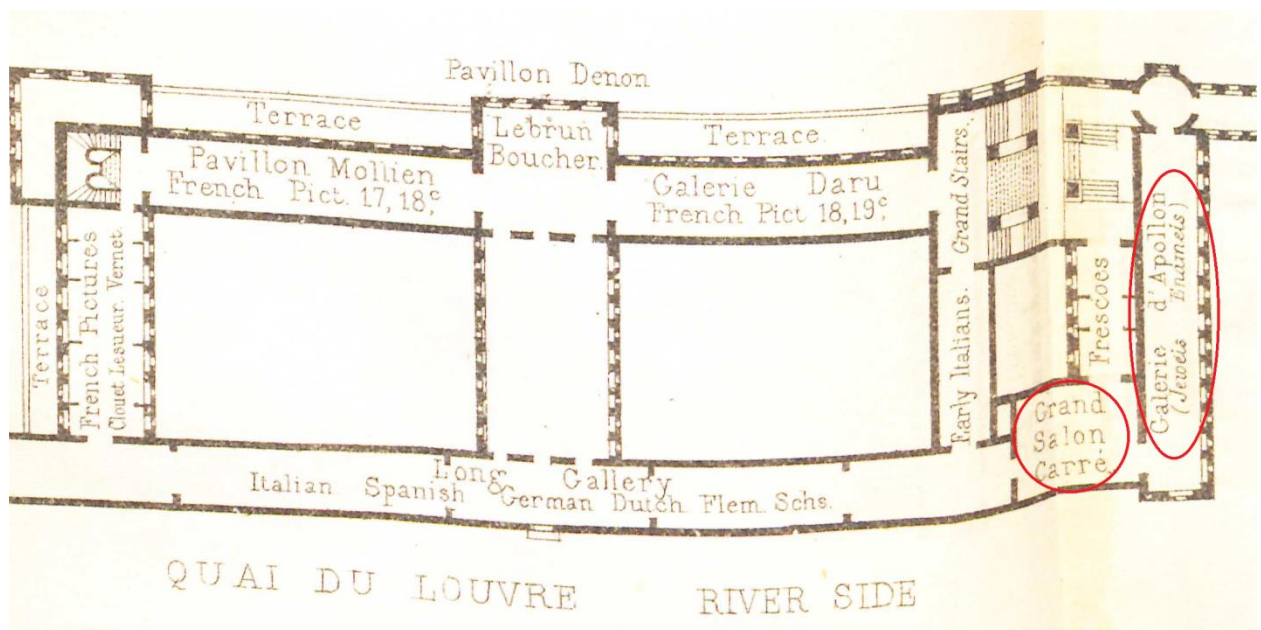 Pavillon Denon
Terrace
Lebrun
Boucher.
Terrace.
Pavillon Mollien
French Pict. 17, 18,c
Galerie Daru
French Pict 18, 19,c
Grand Stairs.
Terrace
French Pictures
Clouet Lesueur. Vernet.
Early Italians.
Frescoes
Galerie d'Apollon
(Jewels Enamels)
Grand
Salon
Carré.
Long Gallery
Italian. Spanish & German Dutch Flem. Schs.
QUAI DU LOUVRE RIVER SIDE